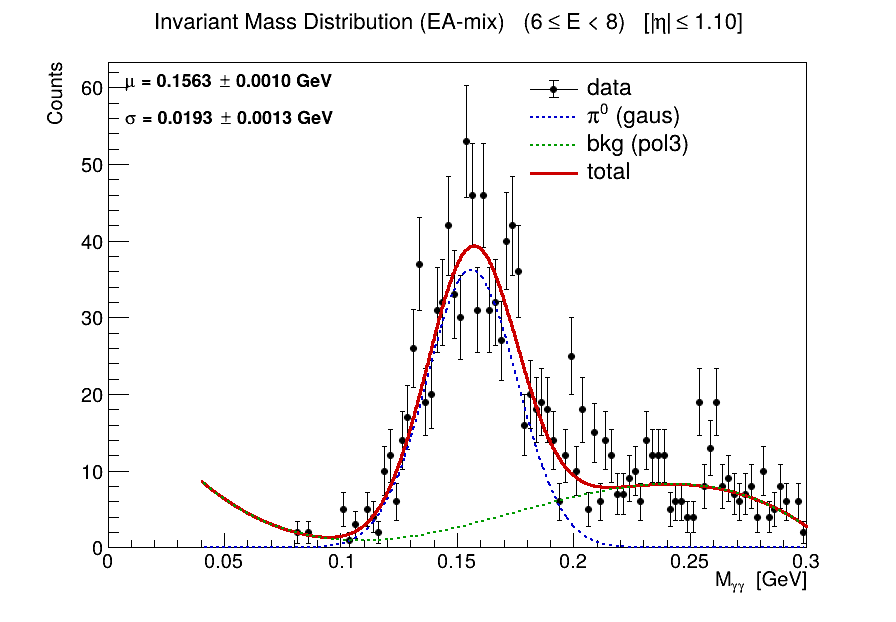 Invariant Mass Distribution (EA-mix) (6 ≤ E < 8) [|η| ≤ 1.10]
Counts
μ = 0.1563 ± 0.0010 GeV
σ = 0.0193 ± 0.0013 GeV
data
π⁰ (gaus)
bkg (pol3)
total
60
50
40
30
20
10
0
0 0.05 0.1 0.15 0.2 0.25 0.3
M_γγ [GeV]